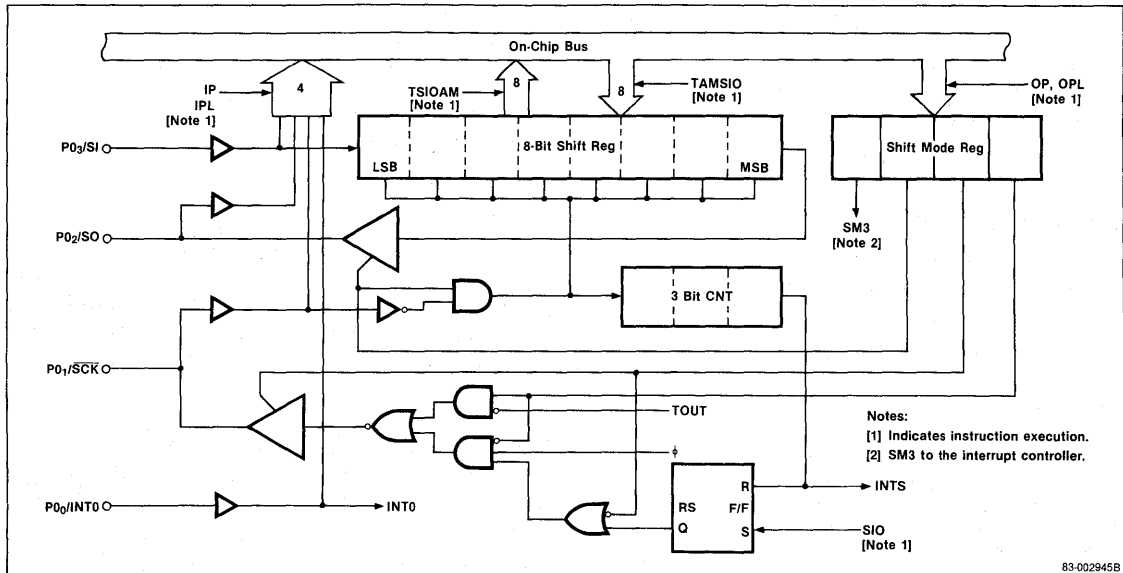 On-Chip Bus
IP
IPL
[Note 1]
4
TSIOAM
[Note 1]
8
8
TAMSIO
[Note 1]
OP, OPL
[Note 1]
P03/SI
8-Bit Shift Reg
LSB
MSB
Shift Mode Reg
SM3
[Note 2]
P02/SO
3 Bit CNT
P01/S̅C̅K̅
TOUT
ϕ
Notes:
[1] Indicates instruction execution.
[2] SM3 to the interrupt controller.
P00/INT0
INT0
RS
F/F
R
Q
S
INTS
SIO
[Note 1]
83-002945B